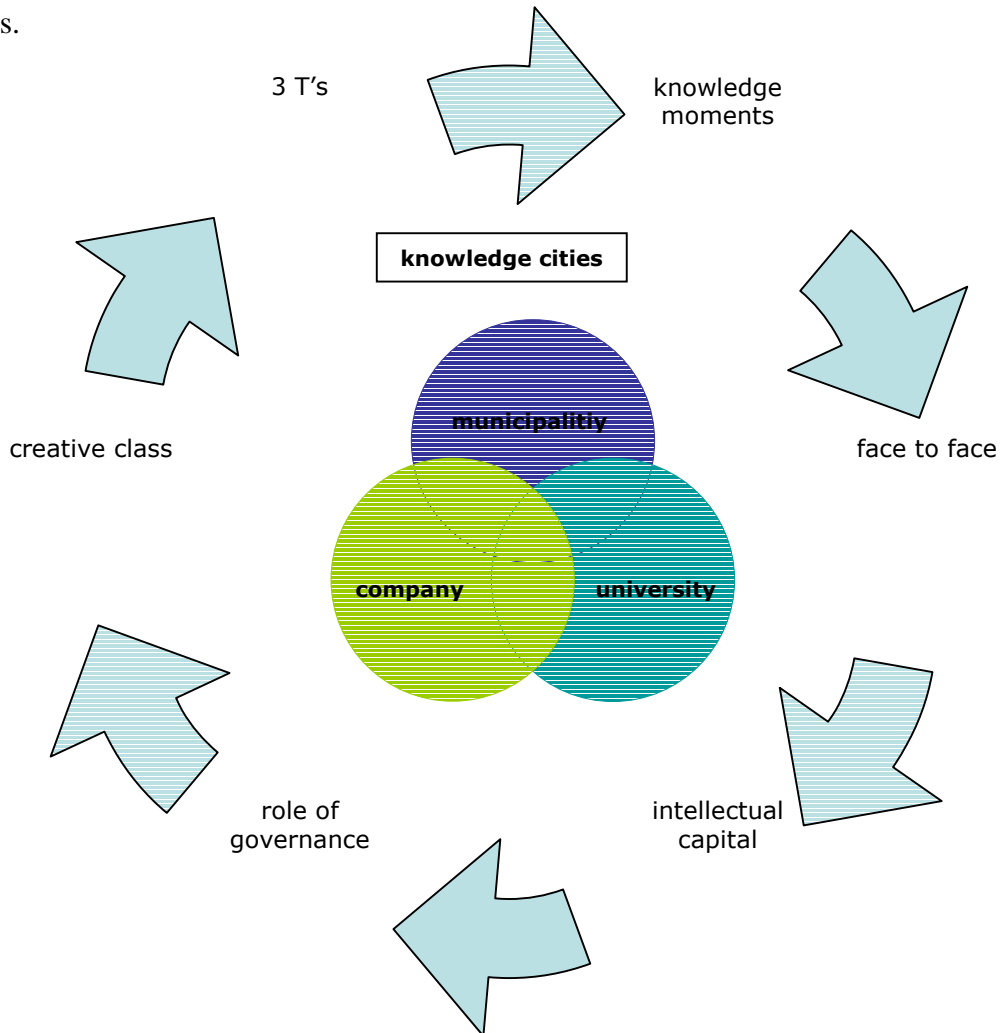 s.
3 T's
knowledge
moments
knowledge cities
municipalitiy
creative class
face to face
company
university
role of
governance
intellectual
capital